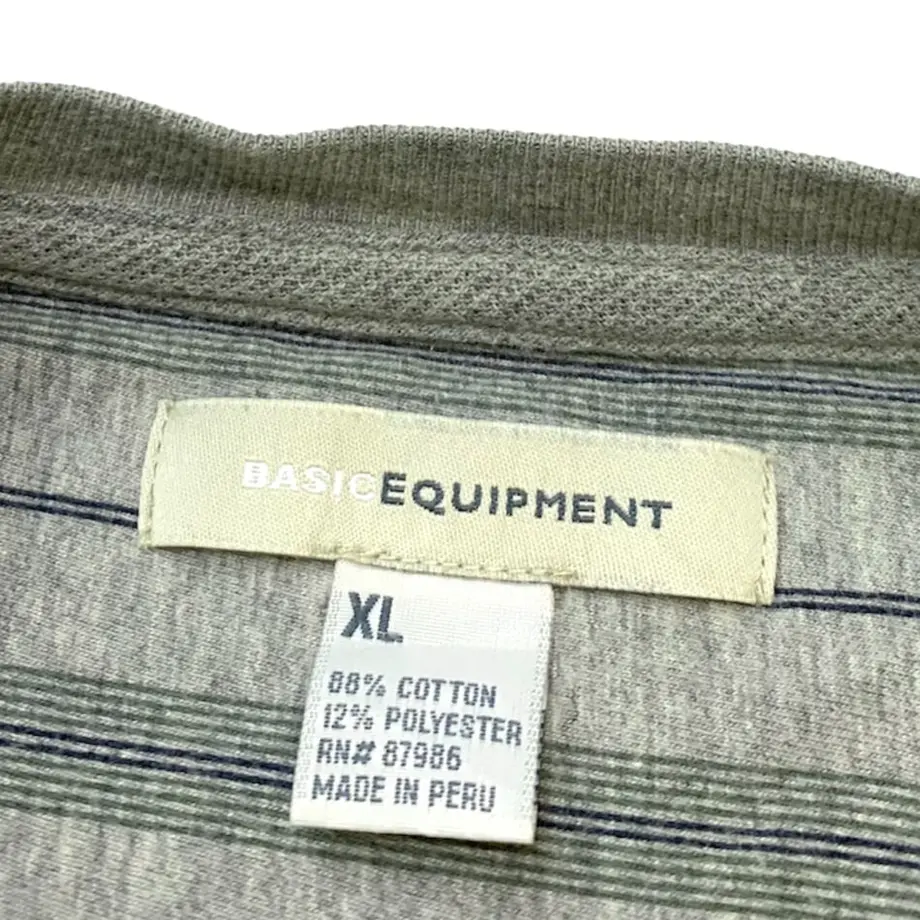 BASICEQUIPMENT
XL
88% COTTON
12% POLYESTER
RN# 87986
MADE IN PERU